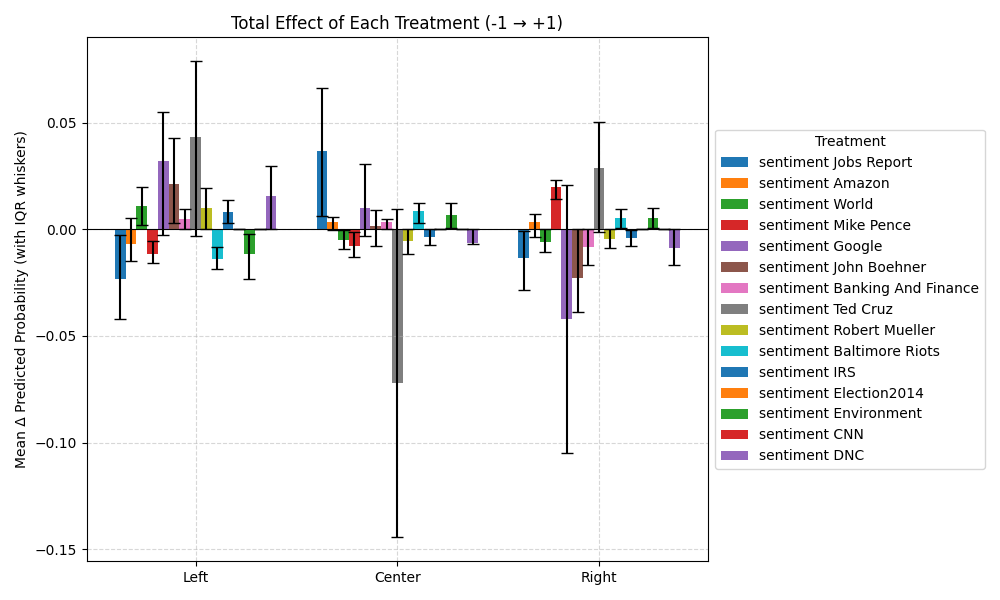 Total Effect of Each Treatment (-1 → +1)
Mean Δ Predicted Probability (with IQR whiskers)
0.05
0.00
−0.05
−0.10
−0.15
Left
Center
Right
Treatment
sentiment Jobs Report
sentiment Amazon
sentiment World
sentiment Mike Pence
sentiment Google
sentiment John Boehner
sentiment Banking And Finance
sentiment Ted Cruz
sentiment Robert Mueller
sentiment Baltimore Riots
sentiment IRS
sentiment Election2014
sentiment Environment
sentiment CNN
sentiment DNC